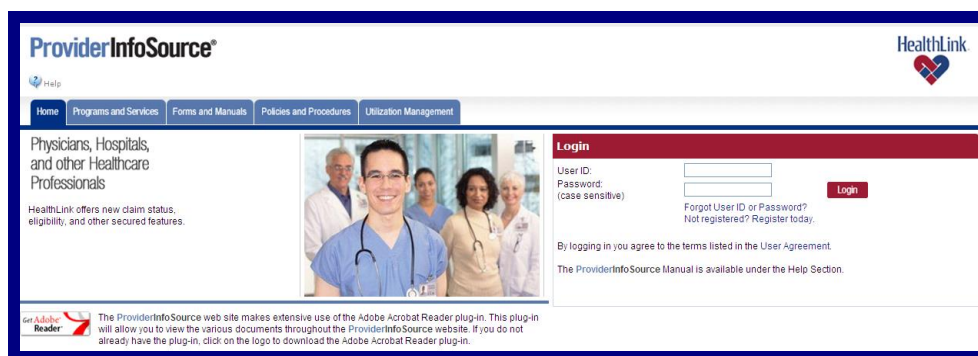 ProviderInfoSource®
HealthLink
Help
Home Programs and Services Forms and Manuals Policies and Procedures Utilization Management
Physicians, Hospitals,
and other Healthcare
Professionals
HealthLink offers new claim status,
eligibility, and other secured features.
Login
User ID:
Password:
(case sensitive)
Login
Forgot User ID or Password?
Not registered? Register today.
By logging in you agree to the terms listed in the User Agreement.
The ProviderInfoSource Manual is available under the Help Section.
Get Adobe®
Reader®
The ProviderInfoSource web site makes extensive use of the Adobe Acrobat Reader plug-in. This plug-in
will allow you to view the various documents throughout the ProviderInfoSource website. If you do not
already have the plug-in, click on the logo to download the Adobe Acrobat Reader plug-in.